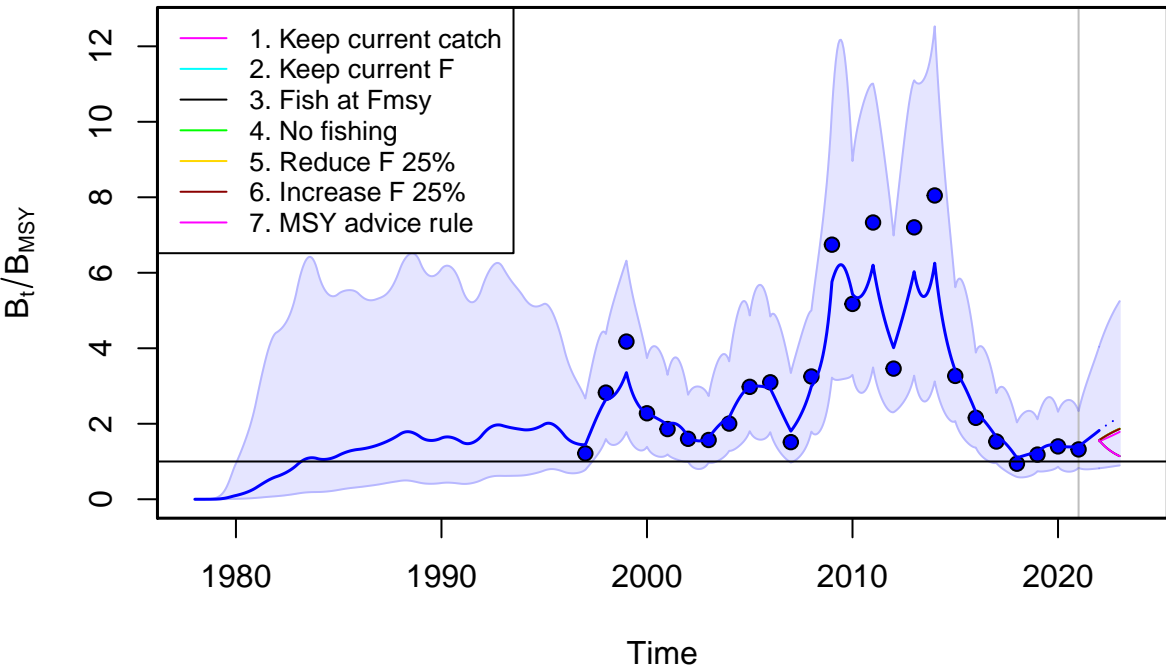 1. Keep current catch
2. Keep current F
3. Fish at Fmsy
4. No fishing
5. Reduce F 25%
6. Increase F 25%
7. MSY advice rule
12
10
8
6
4
2
0
Bt/BMSY
1980 1990 2000 2010 2020
Time